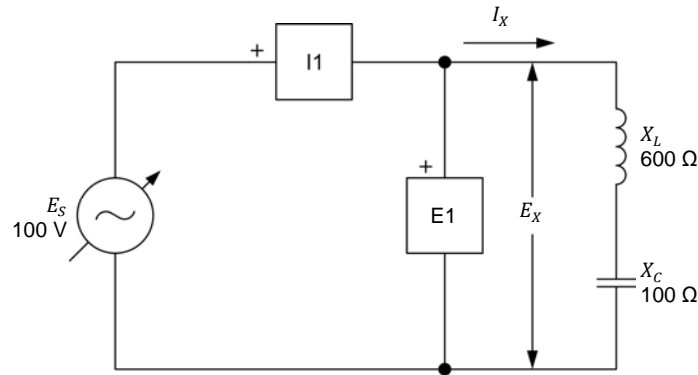 I_X
+
I1
X_L
600 Ω
+
E_S
100 V
E1
E_X
X_C
100 Ω